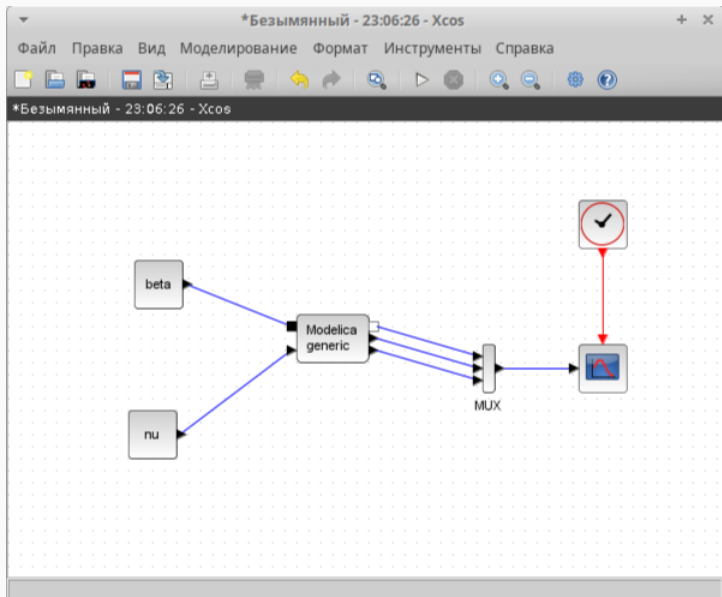 *Безымянный - 23:06:26 - Xcos
Файл Правка Вид Моделирование Формат Инструменты Справка
*Безымянный - 23:06:26 - Xcos
beta
Modelica
generic
MUX
nu